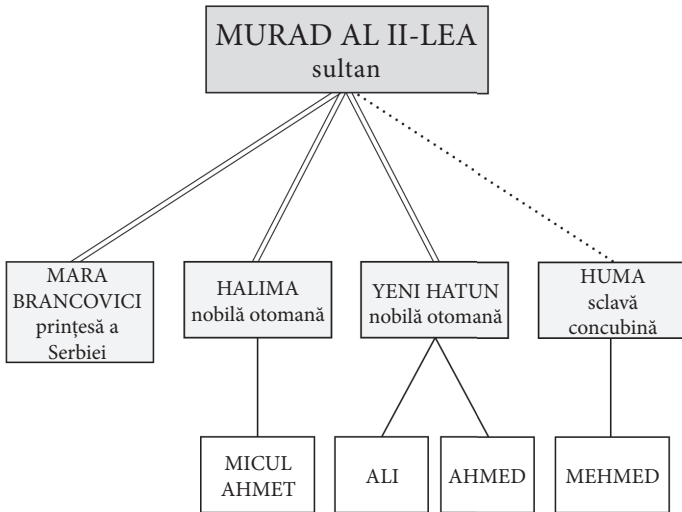 MURAD AL II-LEA
sultan
MARA
BRANCOVICI
prințesă a
Serbiei
HALIMA
nobilă otomană
YENI HATUN
nobilă otomană
HUMA
sclavă
concubină
MICUL
AHMET
ALI
AHMED
MEHMED